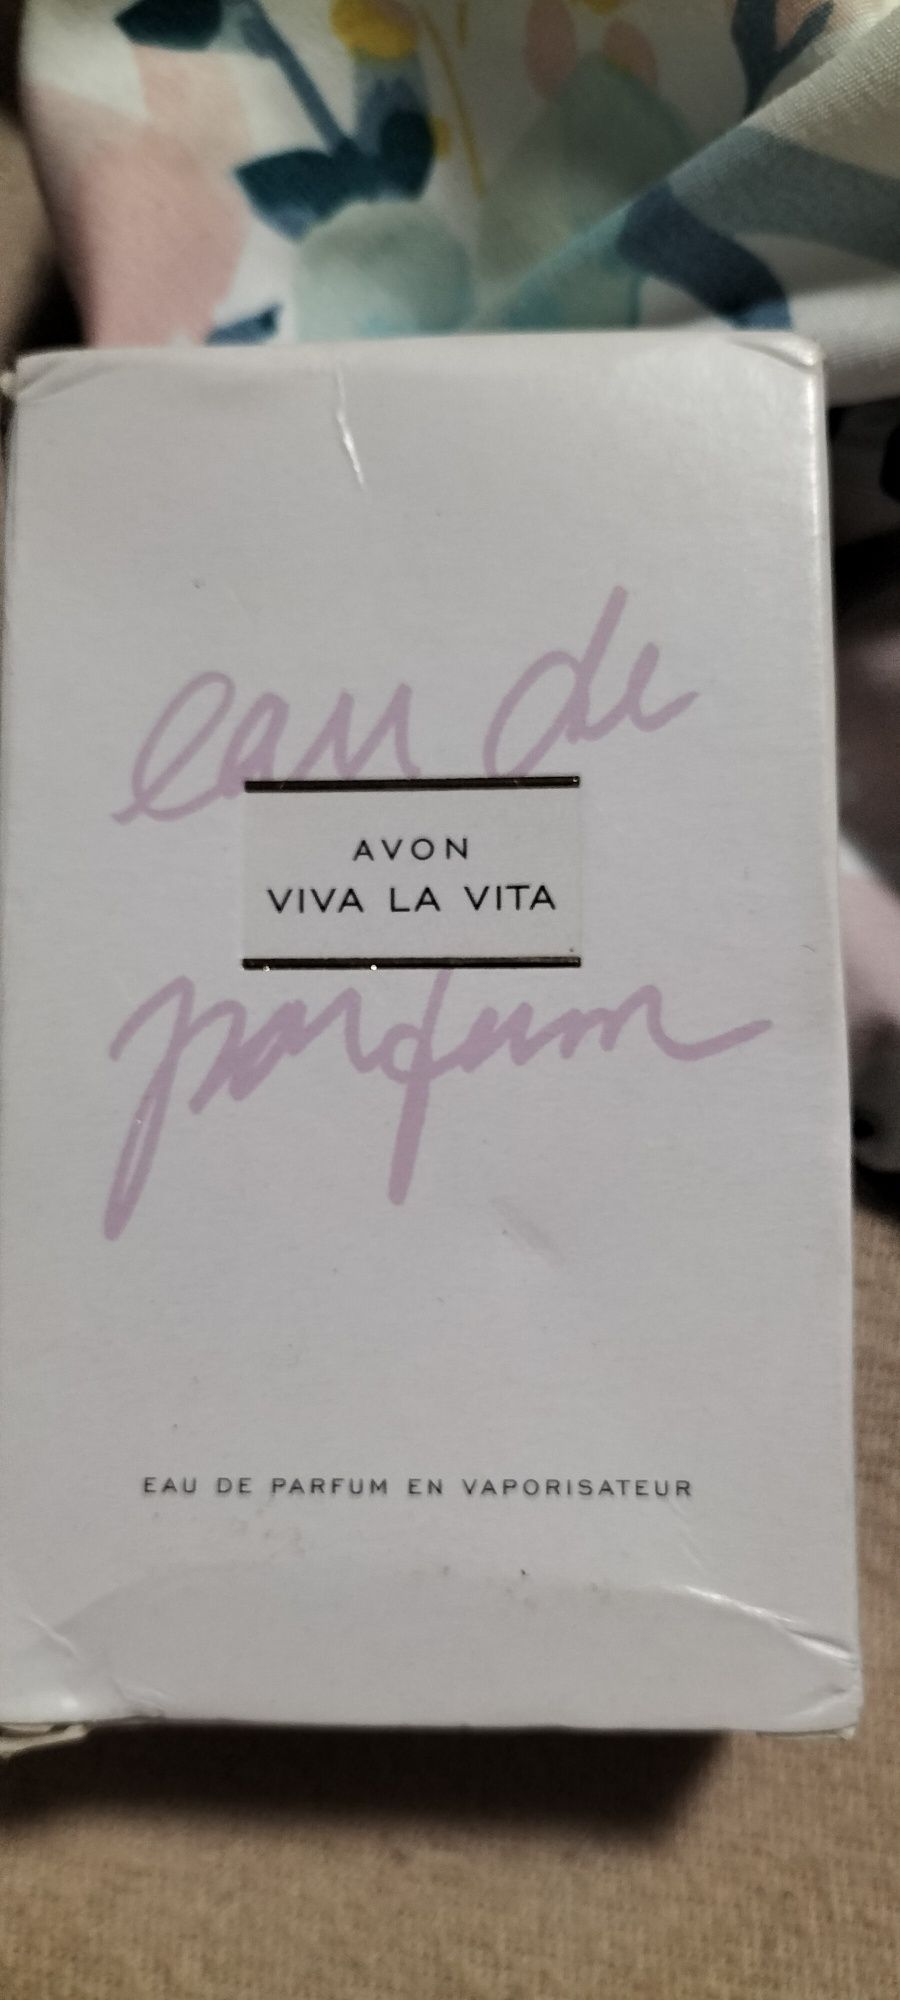 eau de
AVON
VIVA LA VITA
parfum
EAU DE PARFUM EN VAPORISATEUR